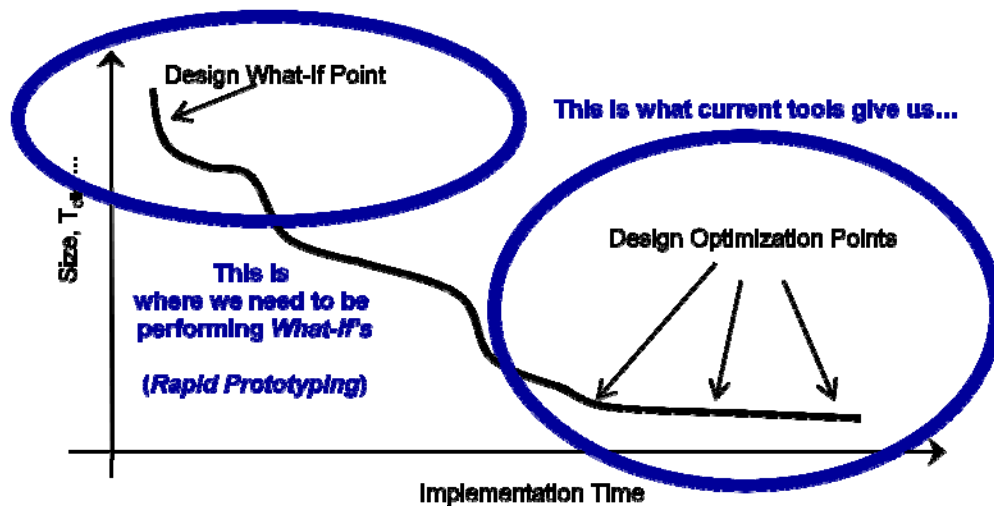 Design What-If Point
This is what current tools give us...
Size, T
Design Optimization Points
This is
where we need to be
performing What-If's
(Rapid Prototyping)
Implementation Time